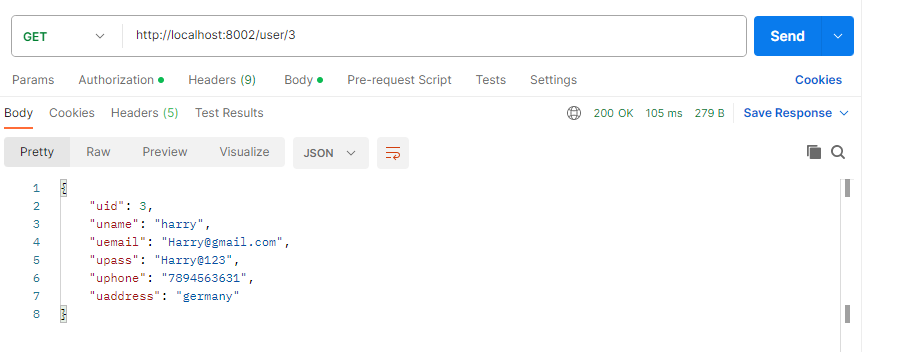 GET http://localhost:8002/user/3 Send
Params Authorization Headers (9) Body Pre-request Script Tests Settings Cookies
Body Cookies Headers (5) Test Results 200 OK 105 ms 279 B Save Response
Pretty Raw Preview Visualize JSON
1 {
2 "uid": 3,
3 "uname": "harry",
4 "uemail": "Harry@gmail.com",
5 "upass": "Harry@123",
6 "uphone": "7894563631",
7 "uaddress": "germany"
8 }